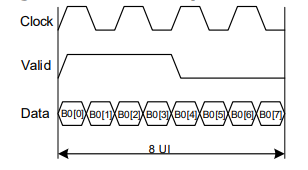 Clock
Valid
Data B0[0] B0[1] B0[2] B0[3] B0[4] B0[5] B0[6] B0[7]
8 UI